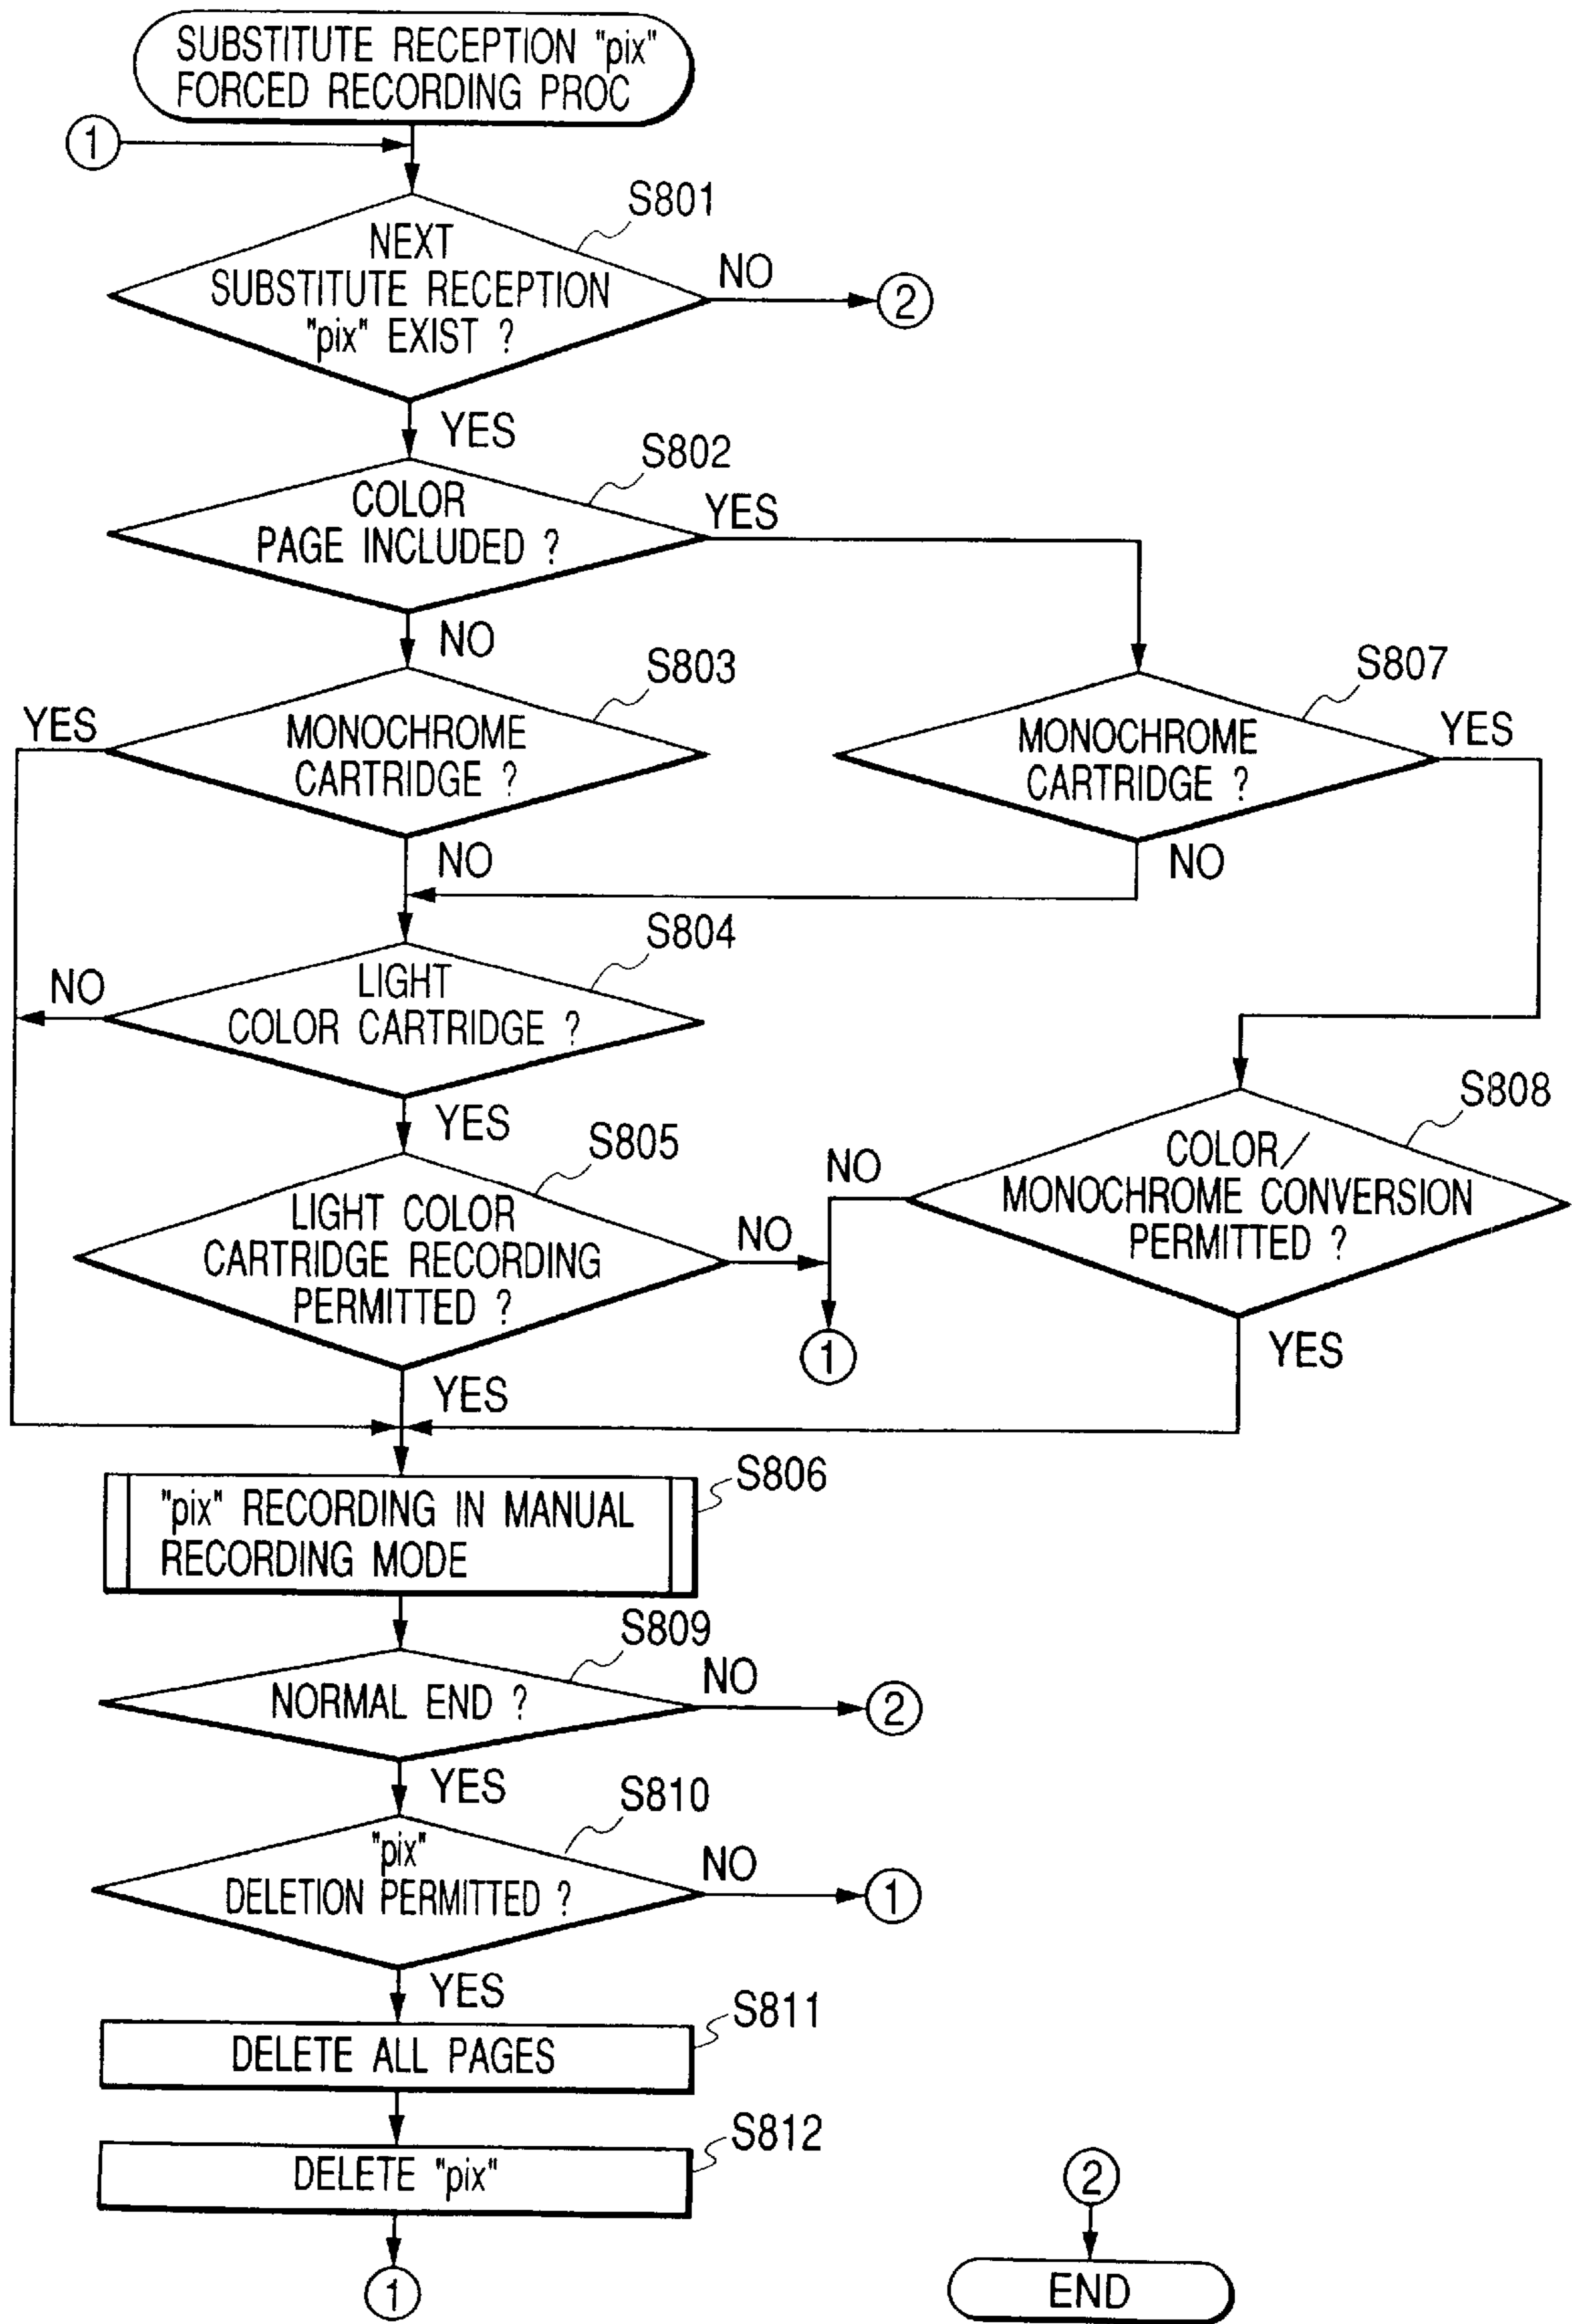 SUBSTITUTE RECEPTION "pix"
FORCED RECORDING PROC
1
S801
NEXT
SUBSTITUTE RECEPTION
"pix" EXIST ?
NO
2
YES
S802
COLOR
PAGE INCLUDED ?
YES
NO
S803
MONOCHROME
CARTRIDGE ?
YES
NO
S807
MONOCHROME
CARTRIDGE ?
YES
NO
S804
LIGHT
COLOR CARTRIDGE ?
NO
YES
S805
LIGHT COLOR
CARTRIDGE RECORDING
PERMITTED ?
NO
1
YES
S808
COLOR/
MONOCHROME CONVERSION
PERMITTED ?
NO
YES
S806
"pix" RECORDING IN MANUAL
RECORDING MODE
S809
NORMAL END ?
NO
2
YES
S810
"pix"
DELETION PERMITTED ?
NO
1
YES
S811
DELETE ALL PAGES
S812
DELETE "pix"
1
2
END